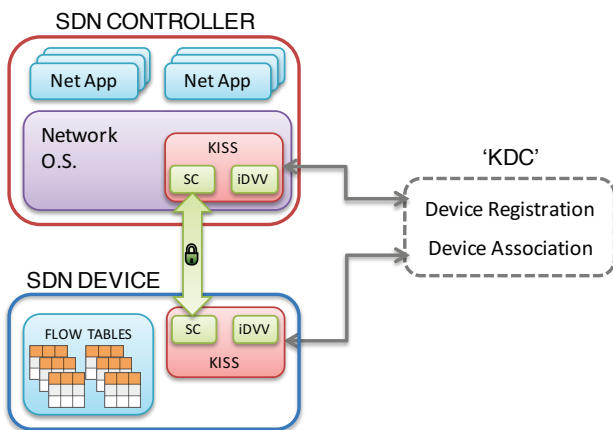 SDN CONTROLLER
Net App
Net App
Network
O.S.
KISS
SC
iDVV
‘KDC’
Device Registration
Device Association
SDN DEVICE
FLOW TABLES
SC
iDVV
KISS